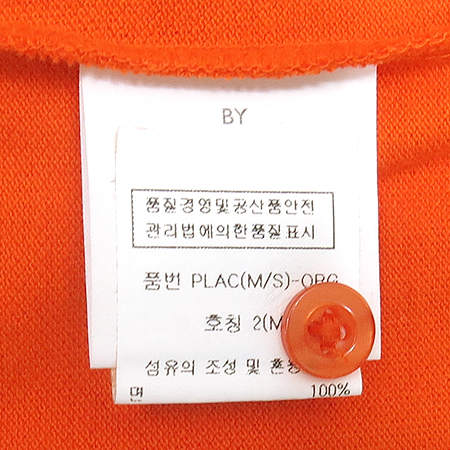 BY
품질경영및공산품안전
관리법에의한품질표시
품번 PLAC(M/S)-ORG
호칭 2(M
섬유의 조성 및 혼용
면 100%